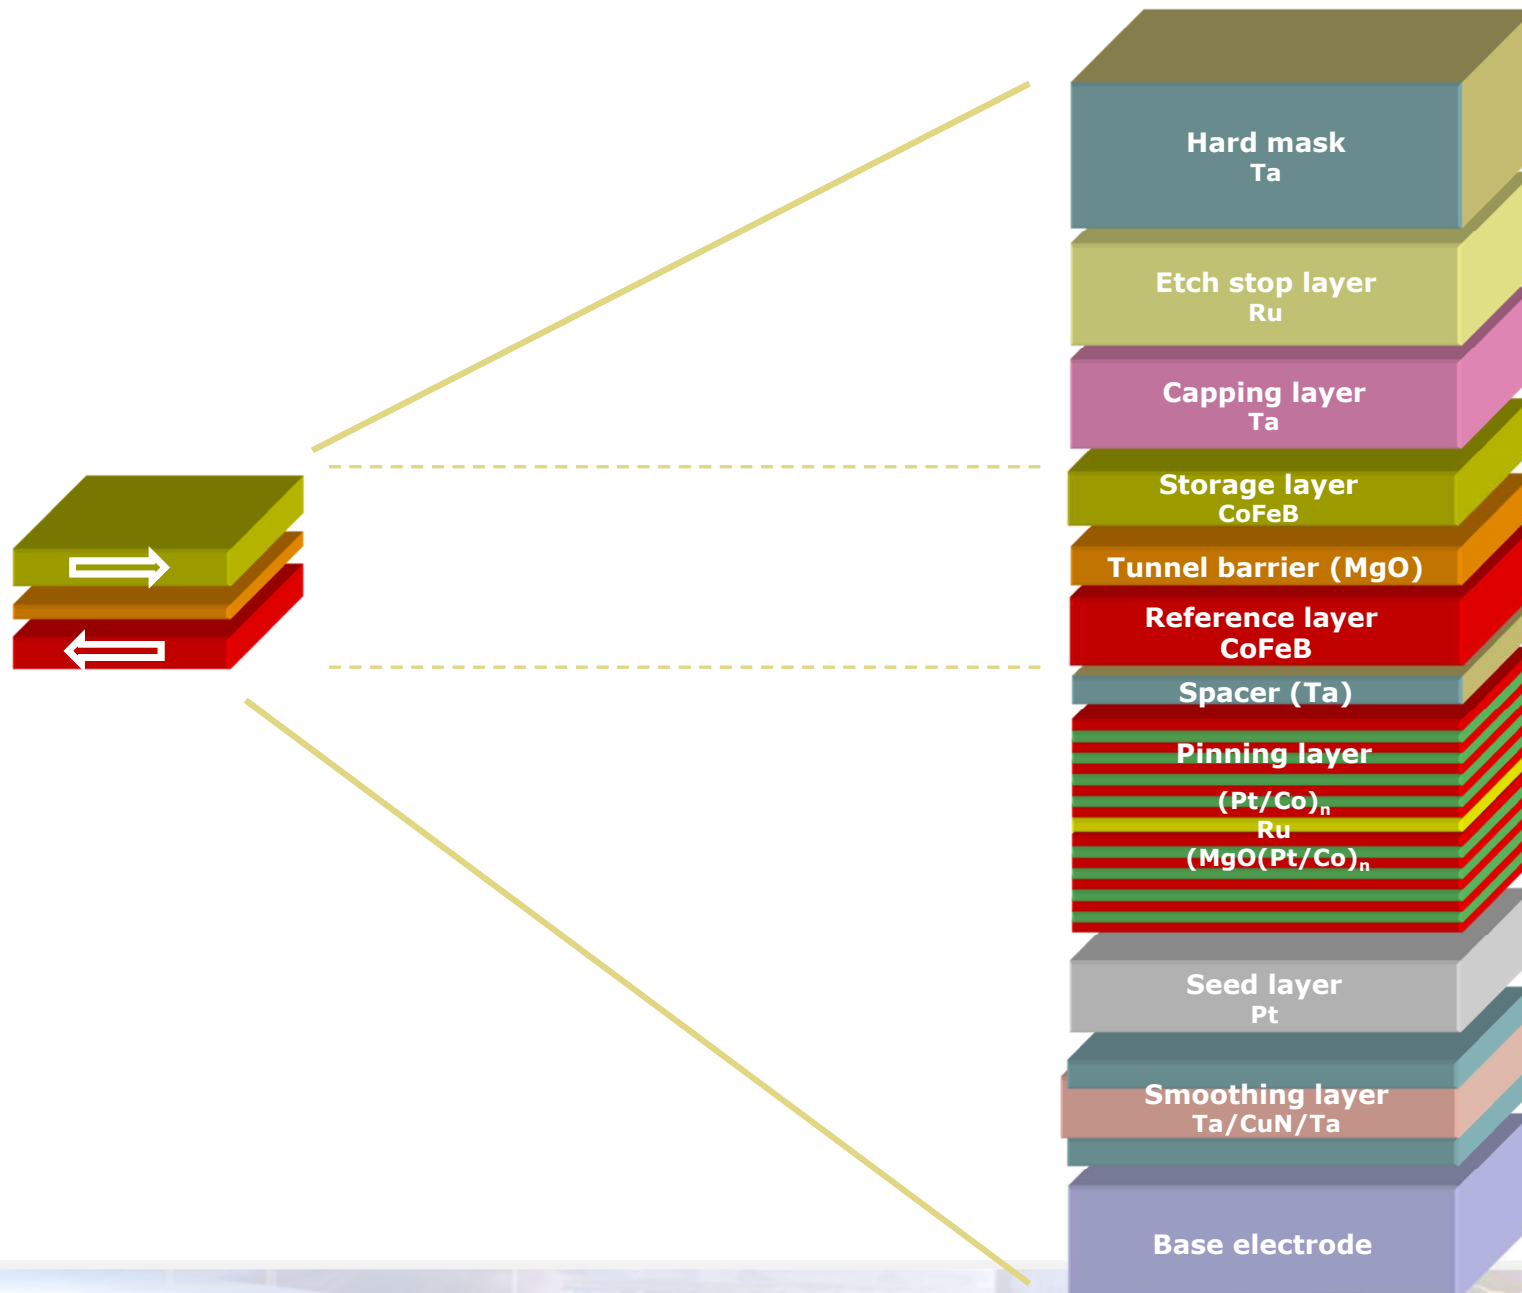 Hard mask
Ta
Etch stop layer
Ru
Capping layer
Ta
Storage layer
CoFeB
Tunnel barrier (MgO)
Reference layer
CoFeB
Spacer (Ta)
Pinning layer
(Pt/Co)n
Ru
(MgO(Pt/Co)n
Seed layer
Pt
Smoothing layer
Ta/CuN/Ta
Base electrode